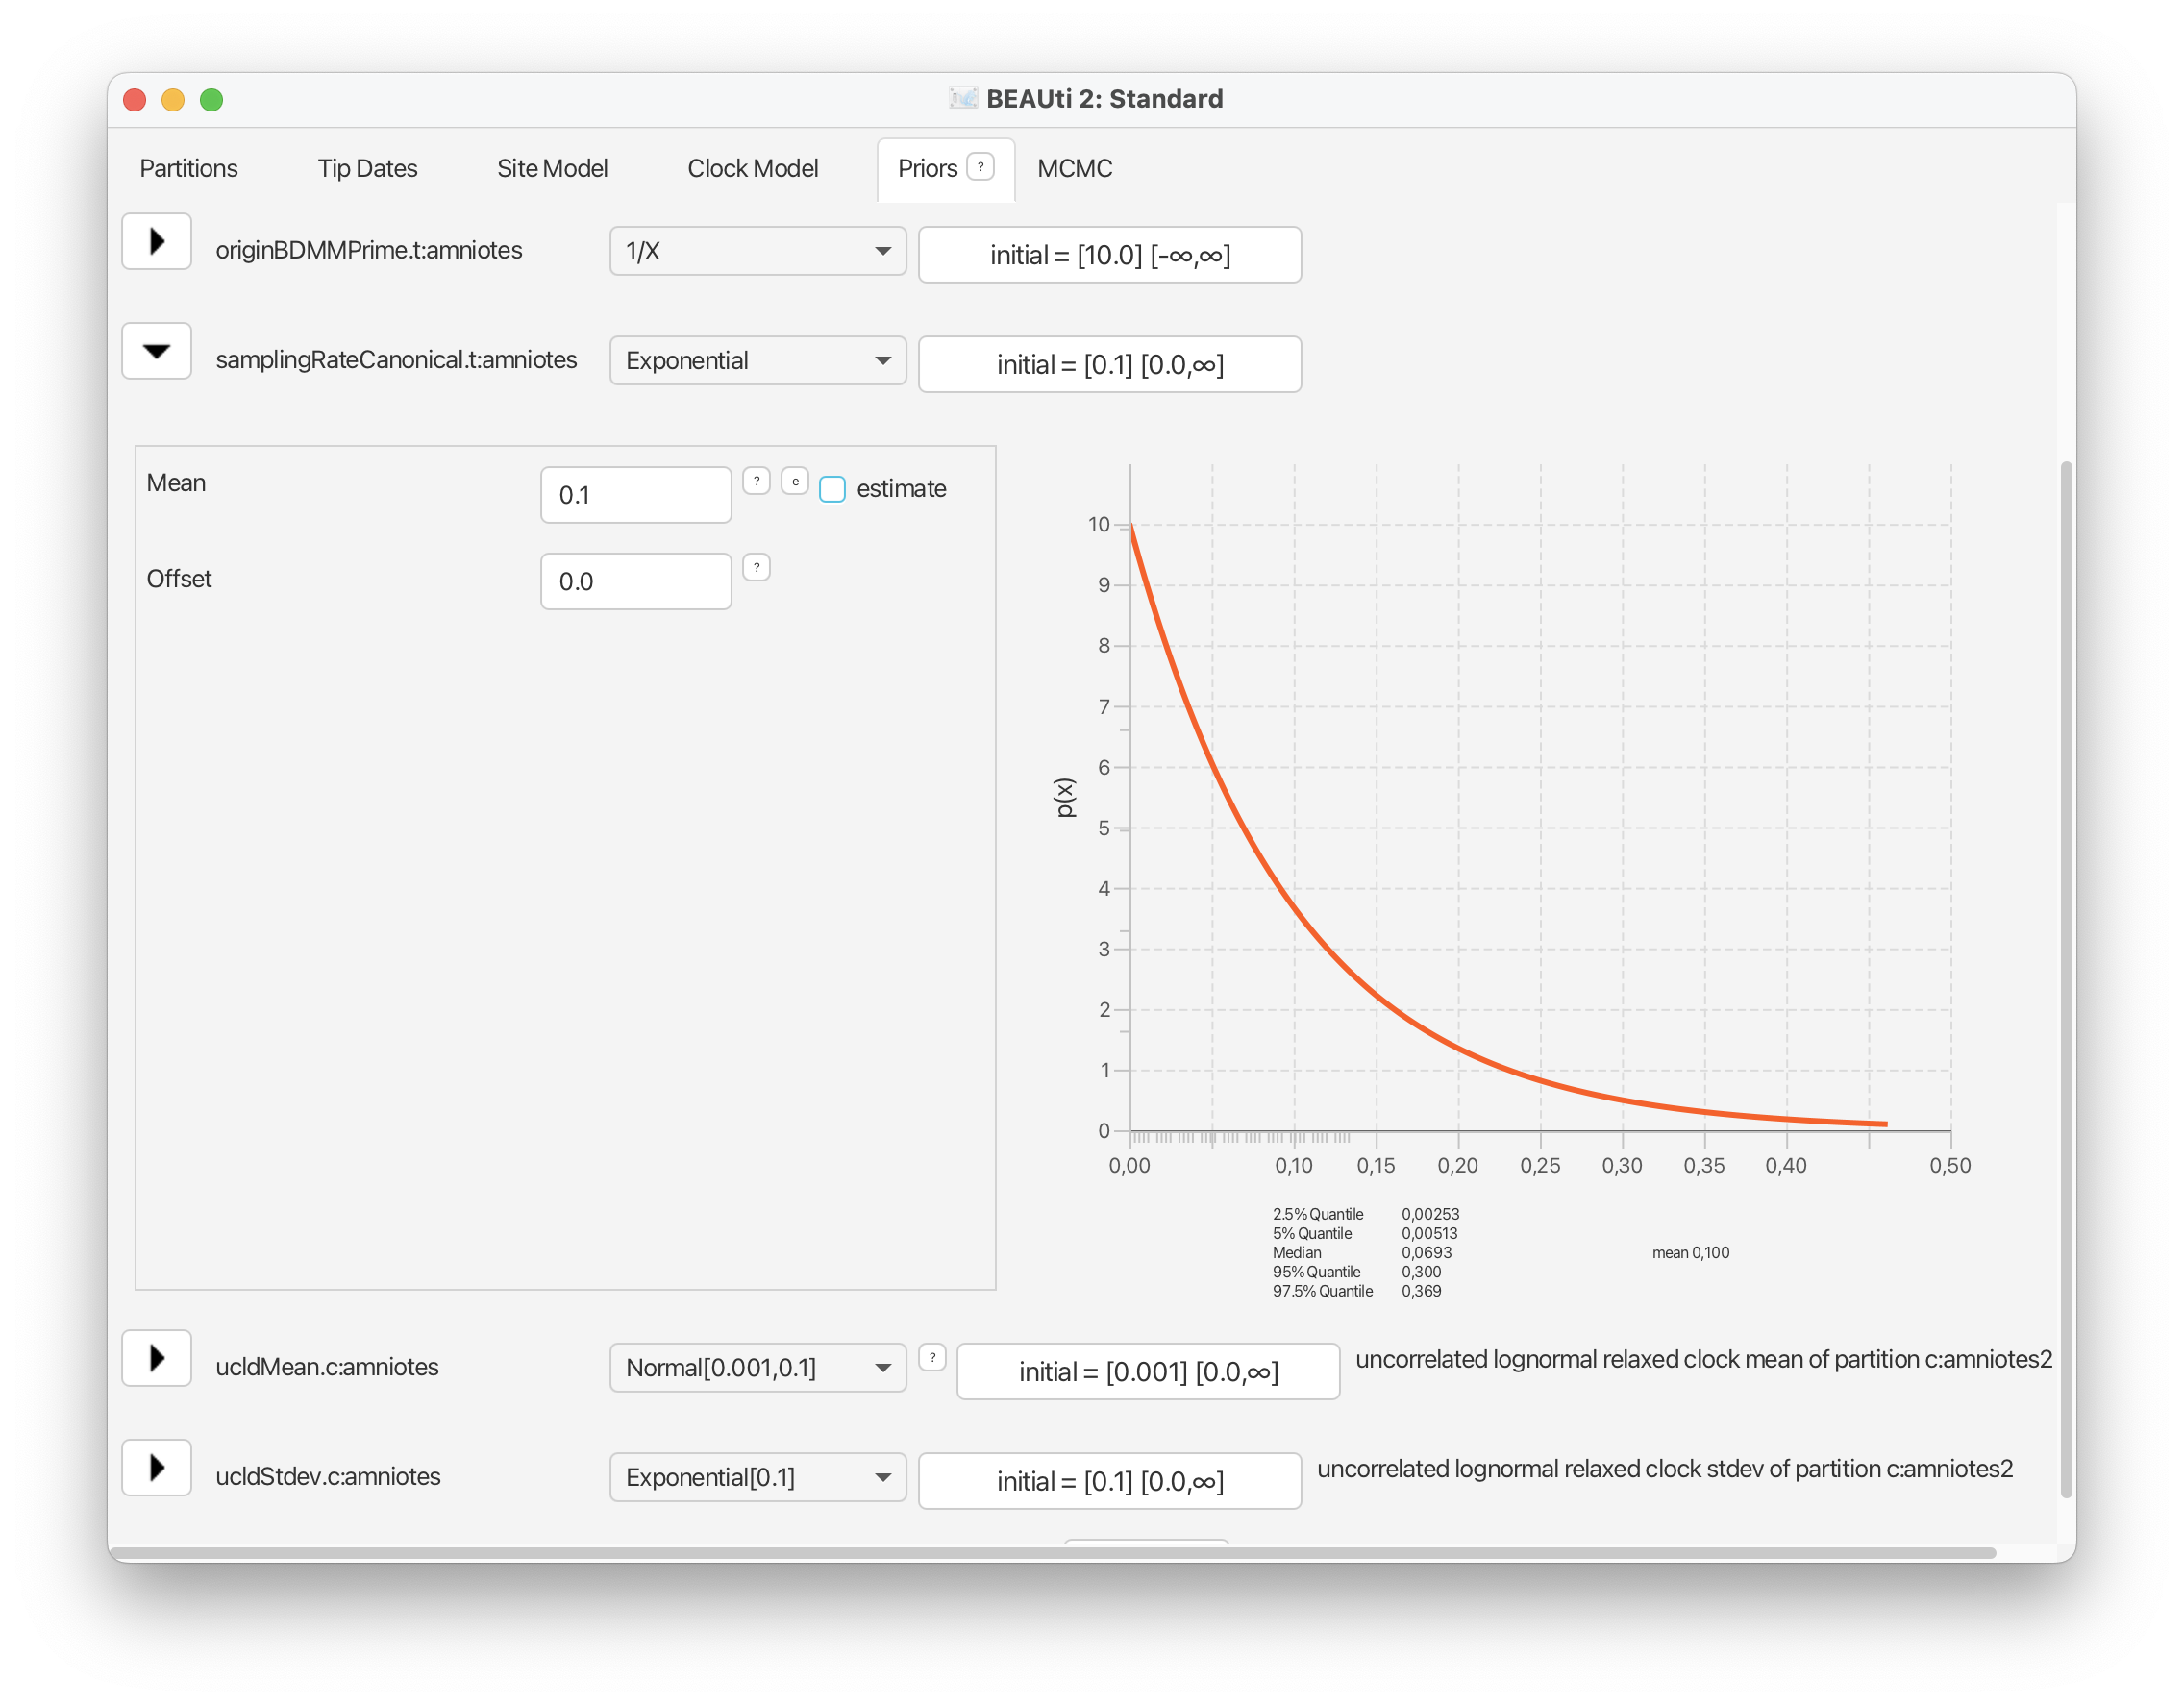 BEAUti 2: Standard
Partitions Tip Dates Site Model Clock Model Priors ? MCMC
originBDMMPrime.t:amniotes 1/X initial = [10.0] [-∞,∞]
samplingRateCanonical.t:amniotes Exponential initial = [0.1] [0.0,∞]
Mean 0.1 ? e estimate
Offset 0.0 ?
p(x)
10
9
8
7
6
5
4
3
2
1
0
0,00 0,10 0,15 0,20 0,25 0,30 0,35 0,40 0,50
2.5% Quantile 0,00253
5% Quantile 0,00513
Median 0,0693 mean 0,100
95% Quantile 0,300
97.5% Quantile 0,369
ucldMean.c:amniotes Normal[0.001,0.1] ? initial = [0.001] [0.0,∞] uncorrelated lognormal relaxed clock mean of partition c:amniotes2
ucldStdev.c:amniotes Exponential[0.1] initial = [0.1] [0.0,∞] uncorrelated lognormal relaxed clock stdev of partition c:amniotes2